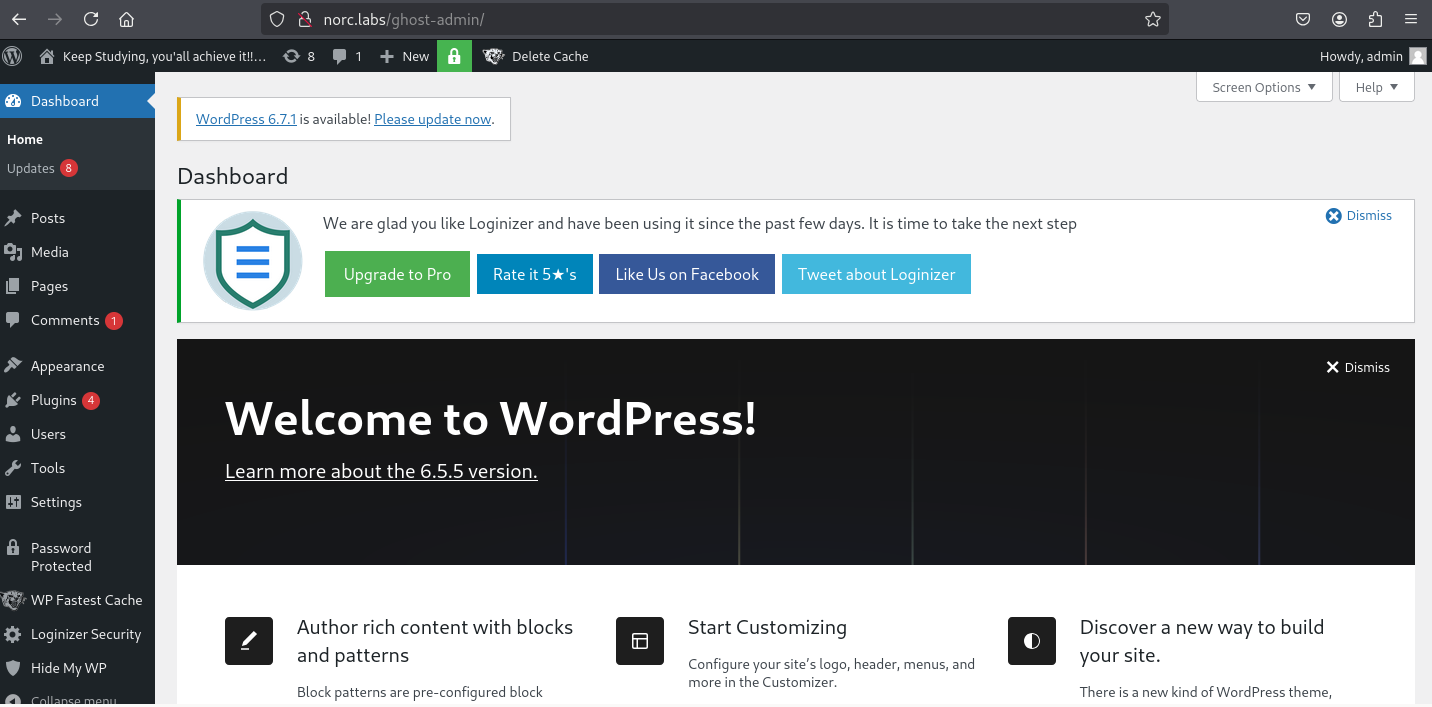 norc.labs/ghost-admin/
Keep Studying, you'all achieve it!!... 8 1 New Delete Cache Howdy, admin
Screen Options Help
Dashboard
Home
Updates 8
Posts
Media
Pages
Comments 1
Appearance
Plugins 4
Users
Tools
Settings
Password
Protected
WP Fastest Cache
Loginizer Security
Hide My WP
Collapse menu
WordPress 6.7.1 is available! Please update now.
Dashboard
We are glad you like Loginizer and have been using it since the past few days. It is time to take the next step
Dismiss
Upgrade to Pro Rate it 5★'s Like Us on Facebook Tweet about Loginizer
Dismiss
Welcome to WordPress!
Learn more about the 6.5.5 version.
Author rich content with blocks
and patterns
Block patterns are pre-configured block
Start Customizing
Configure your site’s logo, header, menus, and
more in the Customizer.
Discover a new way to build
your site.
There is a new kind of WordPress theme,